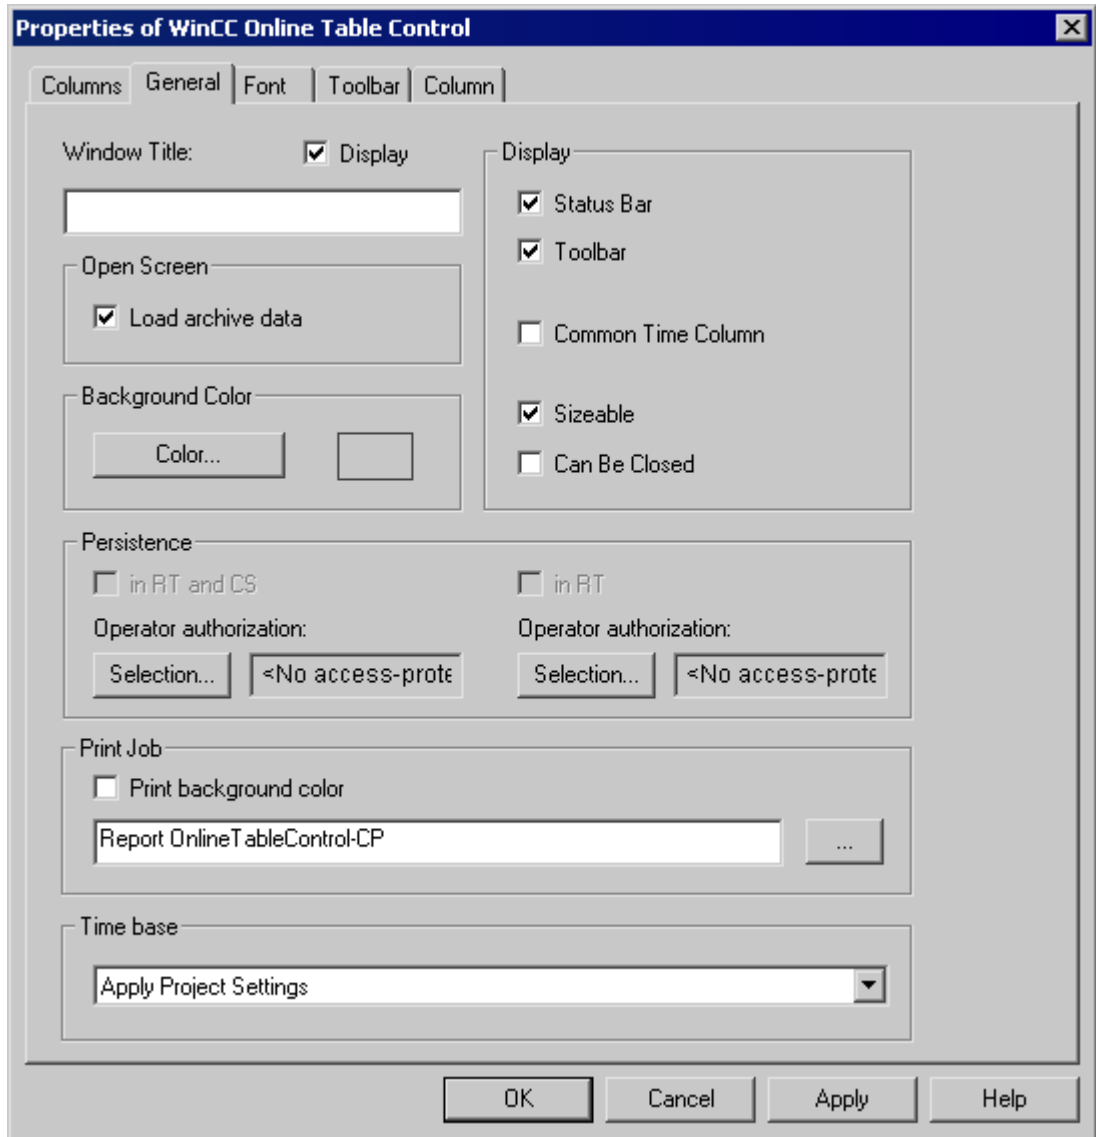 Properties of WinCC Online Table Control
Columns General Font Toolbar Column
Window Title: Display
Open Screen
Load archive data
Background Color
Color...
Display
Status Bar
Toolbar
Common Time Column
Sizeable
Can Be Closed
Persistence
in RT and CS in RT
Operator authorization: Operator authorization:
Selection... <No access-prote Selection... <No access-prote
Print Job
Print background color
Report OnlineTableControl-CP ...
Time base
Apply Project Settings
OK Cancel Apply Help